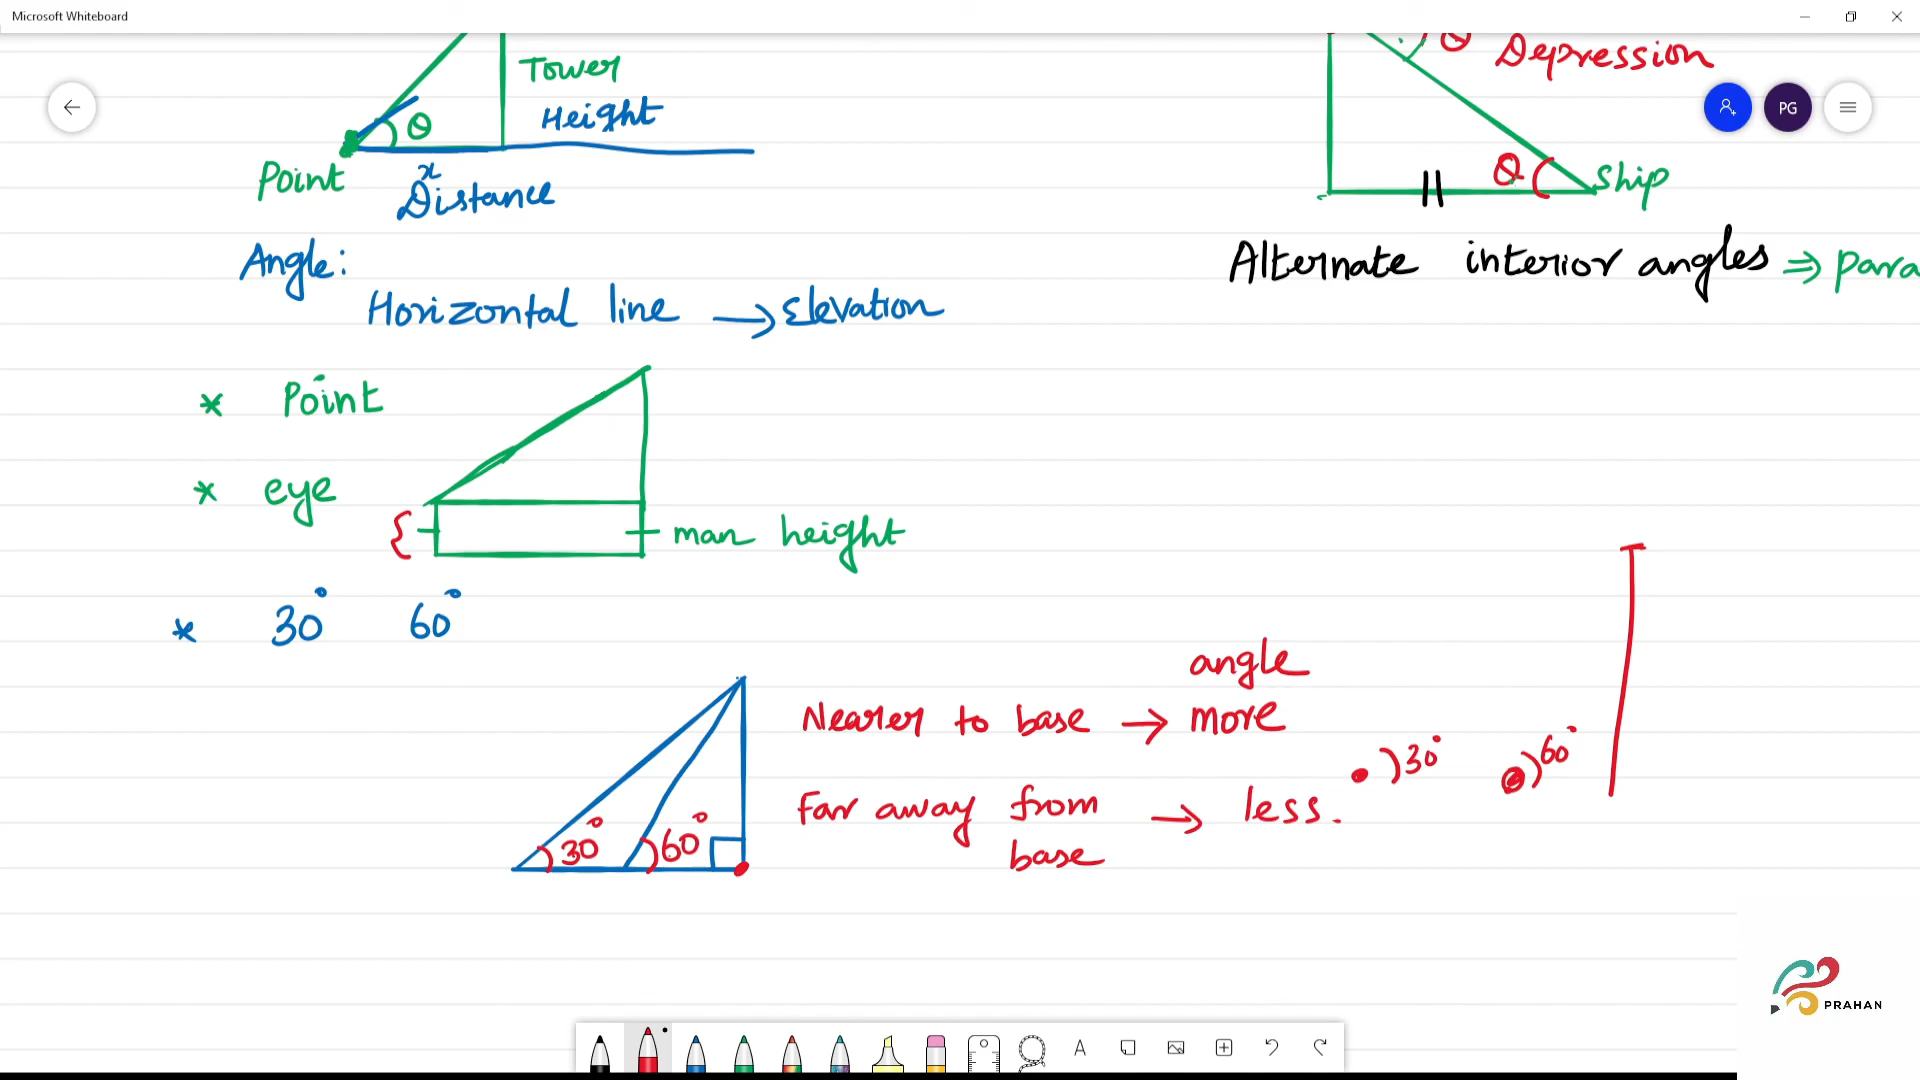 Microsoft Whiteboard
Tower
Height
θ
Point
x
Distance
Angle:
Horizontal line → Elevation
θ Depression
PG
θ
Ship
Alternate interior angles ⇒ para
* Point
* eye
{ man height
* 30° 60°
angle
Nearer to base → more
Far away from → less.
base
30° 60°
30° 60°
PRAHAN
A